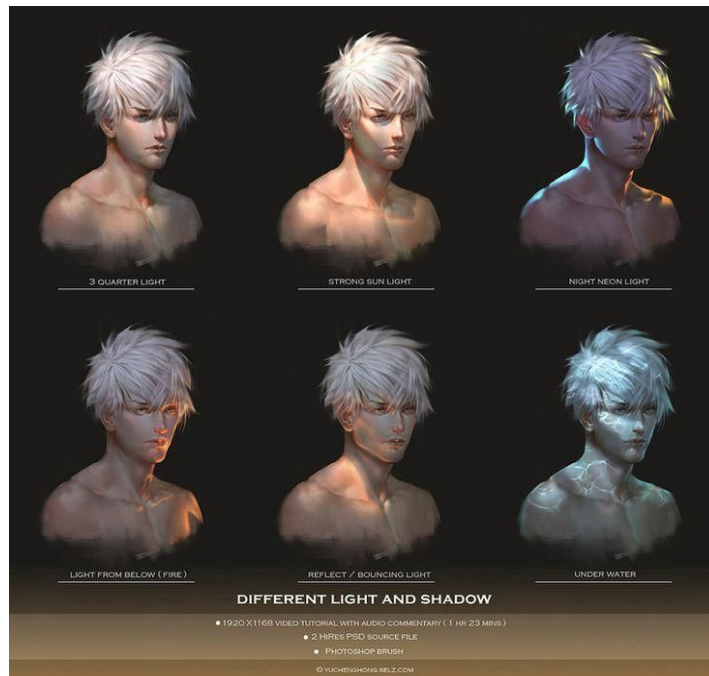 3 QUARTER LIGHT
STRONG SUN LIGHT
NIGHT NEON LIGHT
LIGHT FROM BELOW ( FIRE )
REFLECT / BOUNCING LIGHT
UNDER WATER
DIFFERENT LIGHT AND SHADOW
● 1920 X1168 VIDEO TUTORIAL WITH AUDIO COMMENTARY ( 1 HR 23 MINS )
● 2 HIRES PSD SOURCE FILE
● PHOTOSHOP BRUSH
© YUCHENGHONG.SELZ.COM